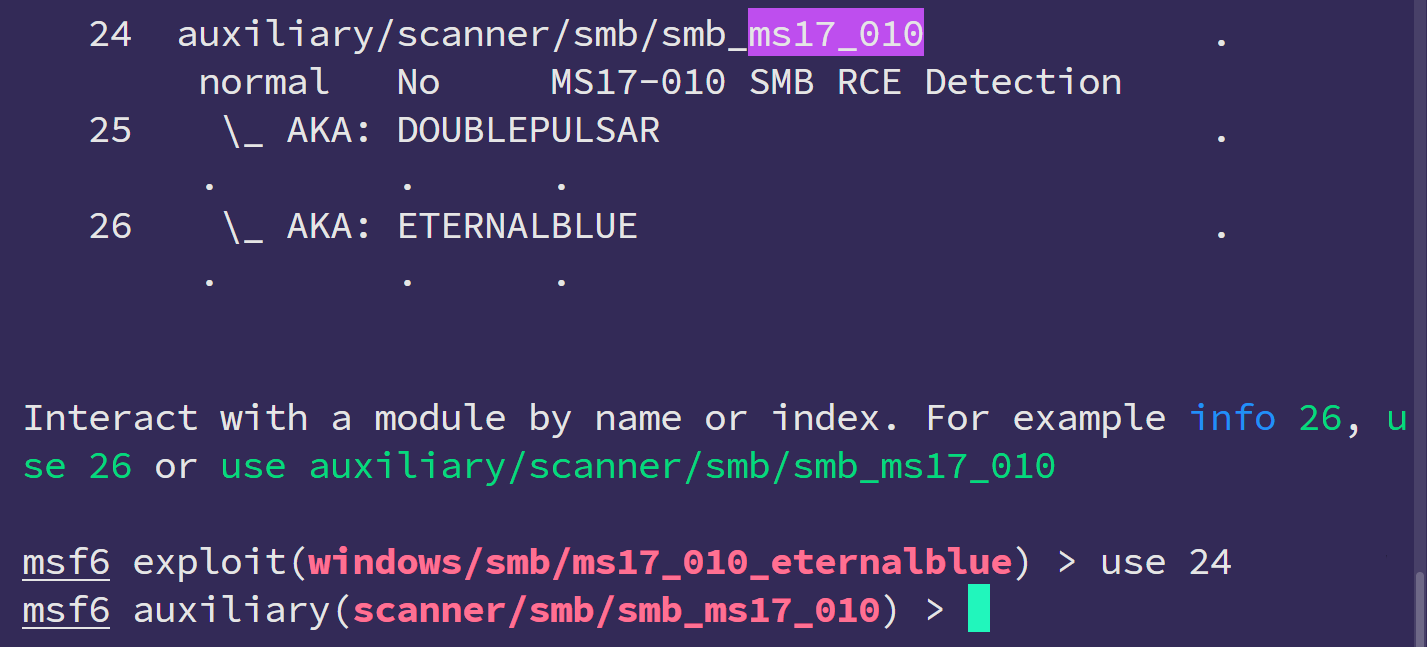 24  auxiliary/scanner/smb/smb_ms17_010                          .
     normal   No     MS17-010 SMB RCE Detection
25    \_ AKA: DOUBLEPULSAR                         .
     .        .      .
26    \_ AKA: ETERNALBLUE                          .
     .        .      .
Interact with a module by name or index. For example info 26, u
se 26 or use auxiliary/scanner/smb/smb_ms17_010
msf6 exploit(windows/smb/ms17_010_eternalblue) > use 24
msf6 auxiliary(scanner/smb/smb_ms17_010) >